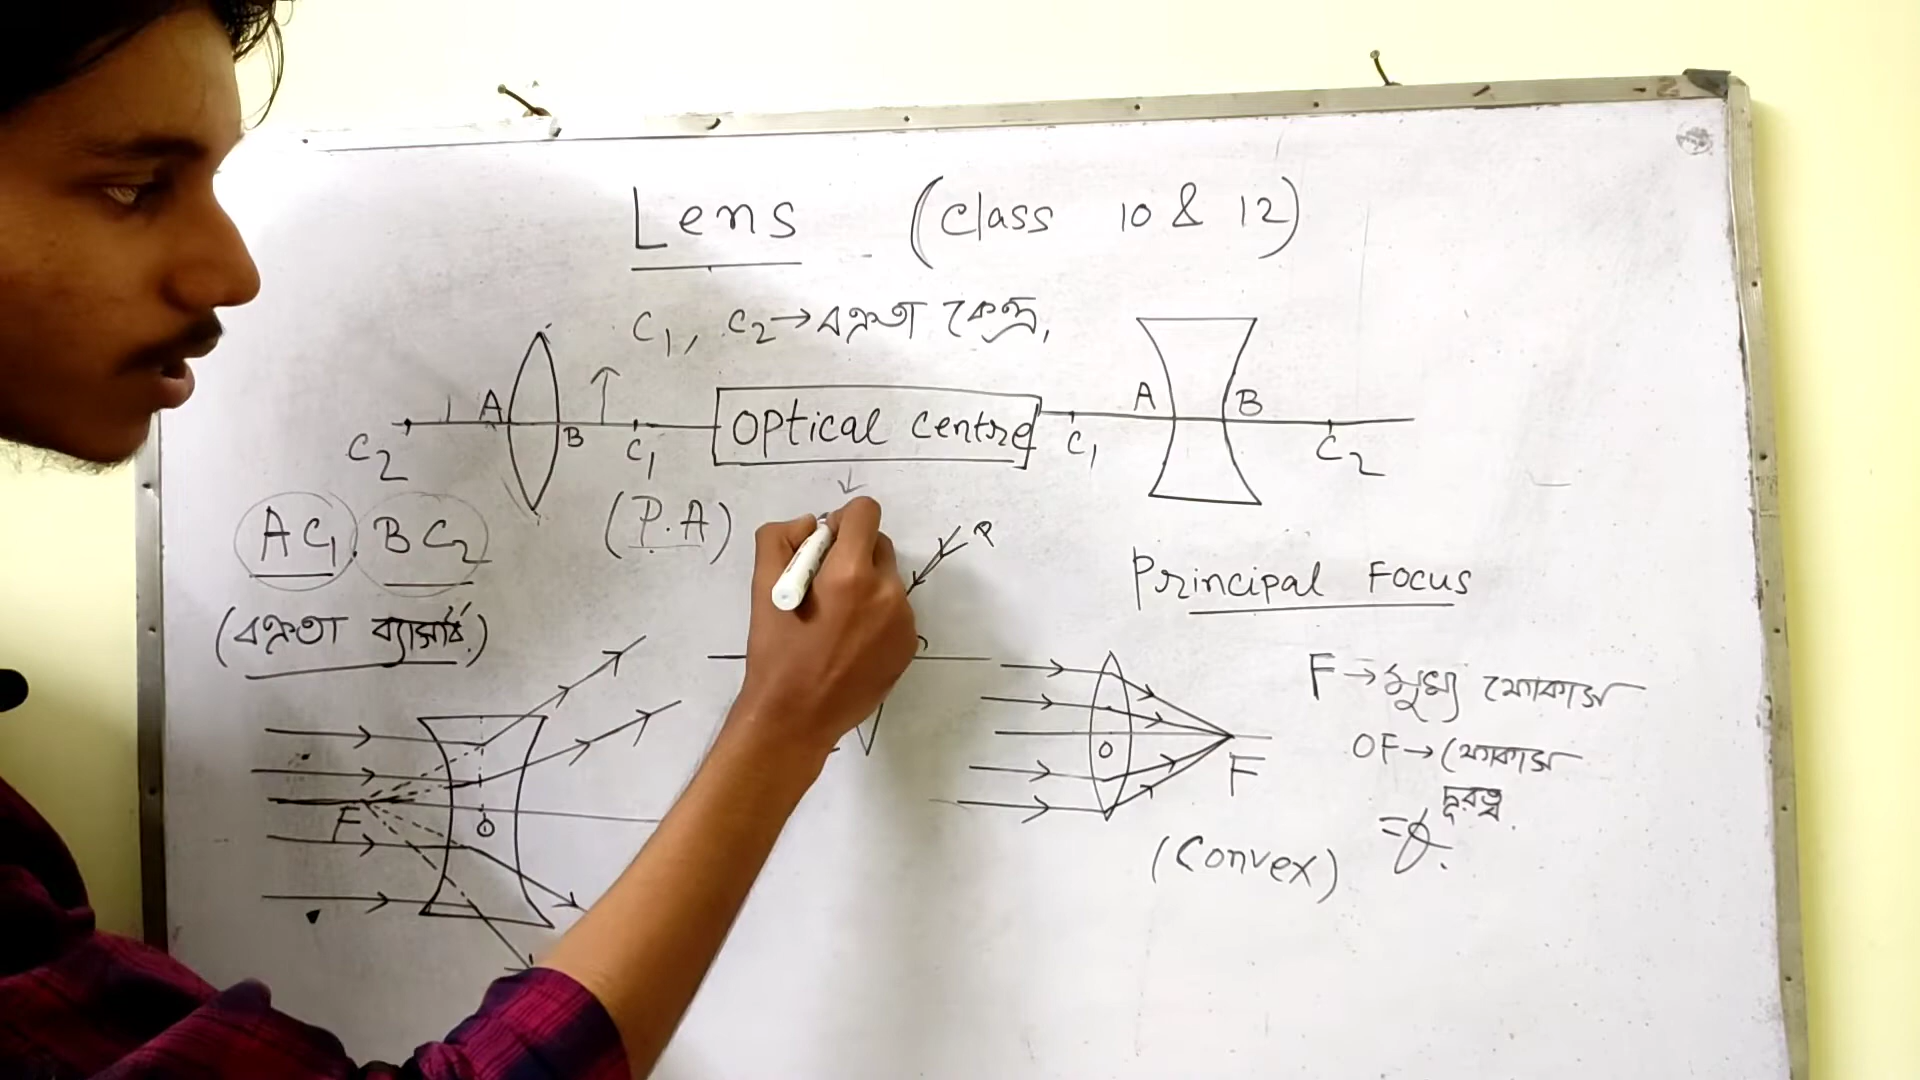 Lens (Class 10 & 12)
C1, C2 → বক্রতা কেন্দ্র,
A B
C2 B C1 Optical Centre C1 A C2
AC1, BC2 (P.A)
(বক্রতা ব্যাসার্ধ)
Principal Focus
F → মুখ্য ফোকাস
OF → ফোকাস
দূরত্ব
= f.
F O
O F
(Convex)